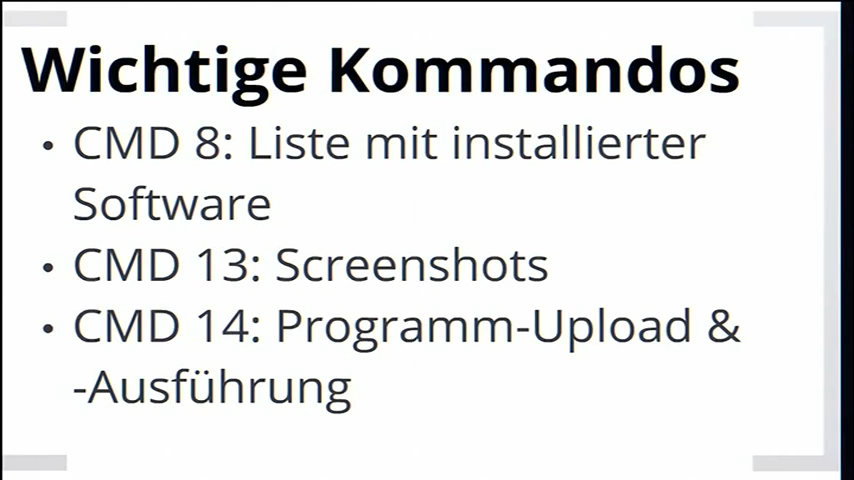 Wichtige Kommandos
• CMD 8: Liste mit installierter
Software
• CMD 13: Screenshots
• CMD 14: Programm-Upload &
-Ausführung